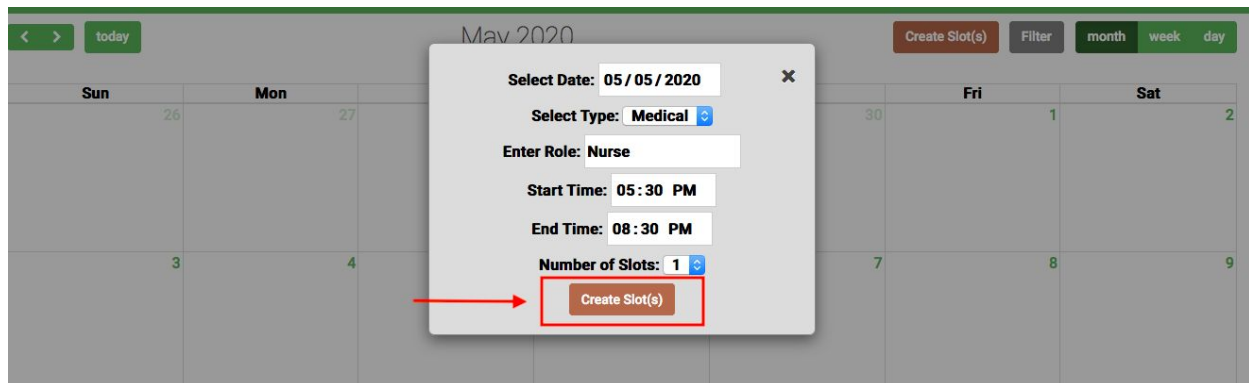 today
May 2020
Create Slot(s)
Filter
month
week
day
Sun
Mon
Fri
Sat
26
27
30
1
2
3
4
7
8
9
Select Date: 05/05/2020
Select Type: Medical
Enter Role: Nurse
Start Time: 05:30 PM
End Time: 08:30 PM
Number of Slots: 1
Create Slot(s)